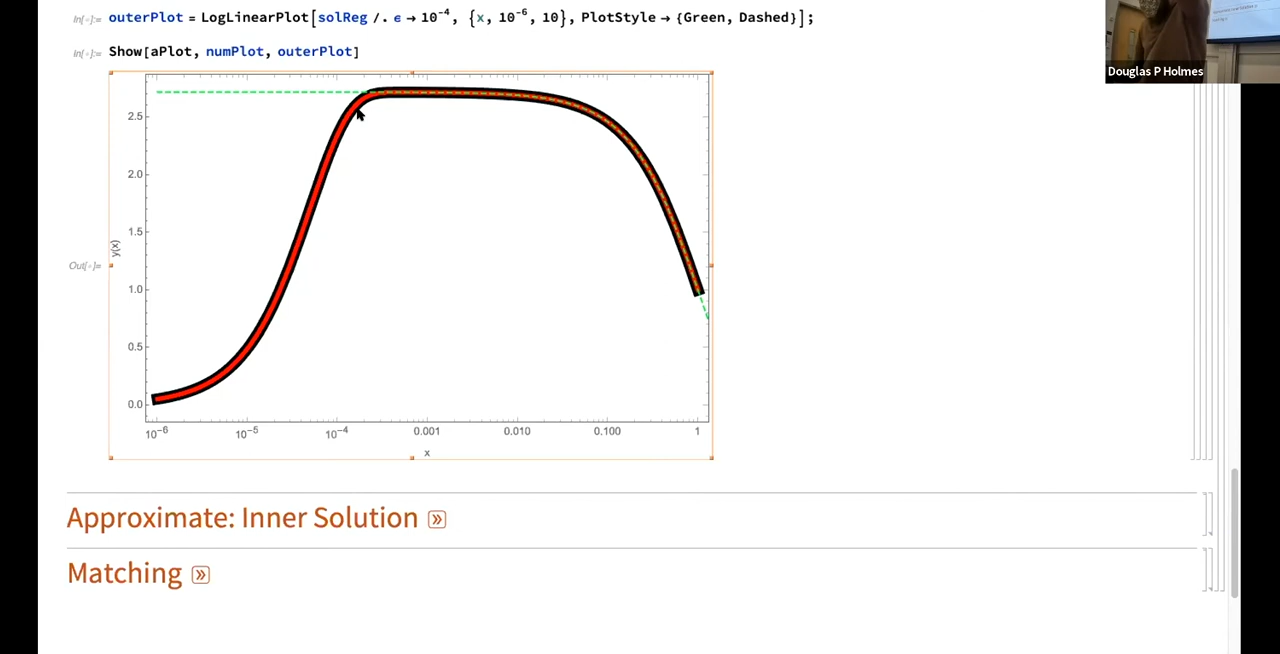 In[◦]:= outerPlot = LogLinearPlot[solReg /. ϵ → 10⁻⁴, {x, 10⁻⁶, 10}, PlotStyle → {Green, Dashed}];
In[◦]:= Show[aPlot, numPlot, outerPlot]
Douglas P Holmes
2.5
2.0
1.5
1.0
0.5
0.0
y(x)
Out[◦]=
10⁻⁶ 10⁻⁵ 10⁻⁴ 0.001 0.010 0.100 1
x
Approximate: Inner Solution
Matching